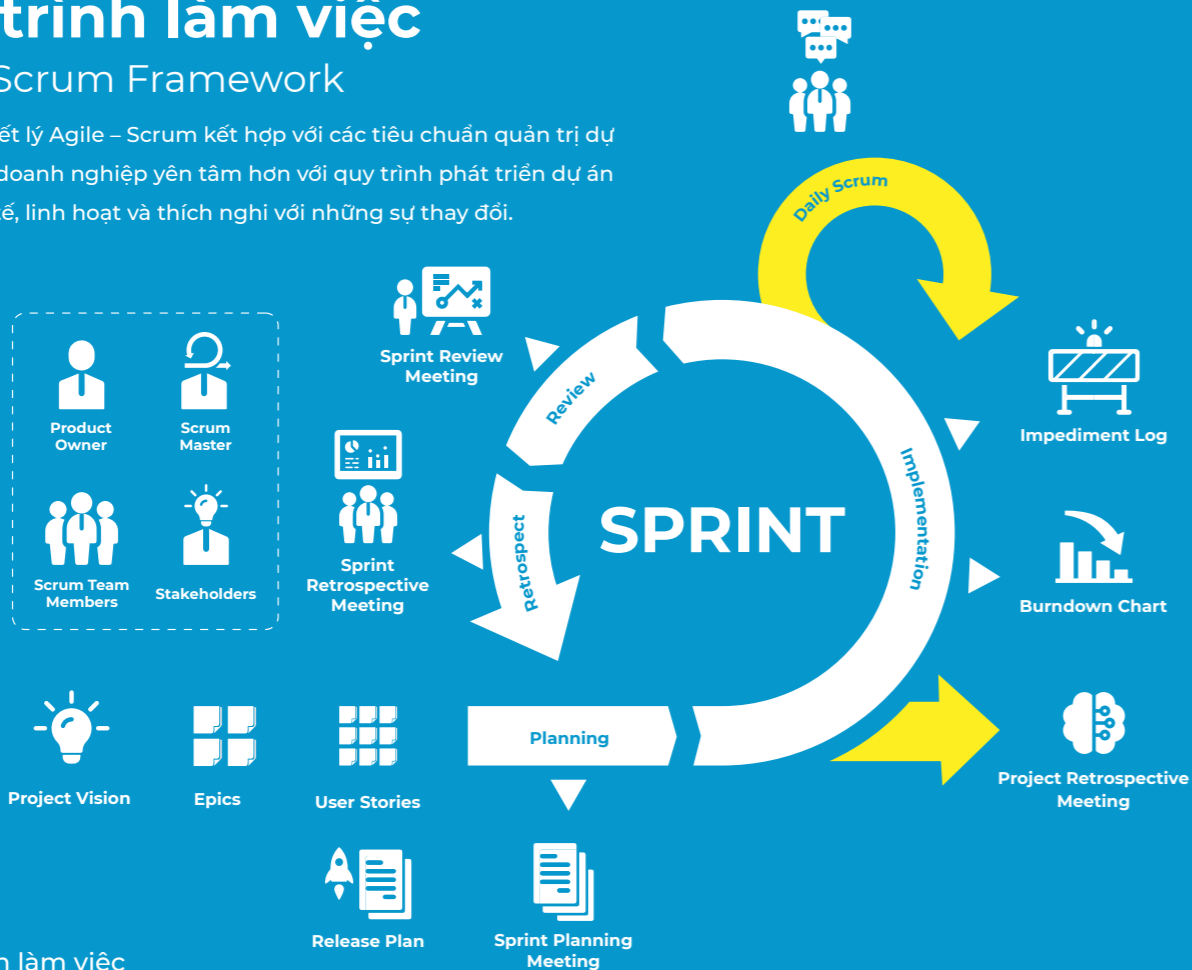 trình làm việc
Scrum Framework
ết lý Agile – Scrum kết hợp với các tiêu chuẩn quản trị dự
doanh nghiệp yên tâm hơn với quy trình phát triển dự án
tế, linh hoạt và thích nghi với những sự thay đổi.
Daily Scrum
Sprint Review
Meeting
Review
Product
Owner
Scrum
Master
Impediment Log
Implementation
SPRINT
Retrospect
Sprint
Retrospective
Meeting
Scrum Team
Members
Stakeholders
Burndown Chart
Planning
Project Vision
Epics
User Stories
Project Retrospective
Meeting
Release Plan
Sprint Planning
Meeting
làm việc